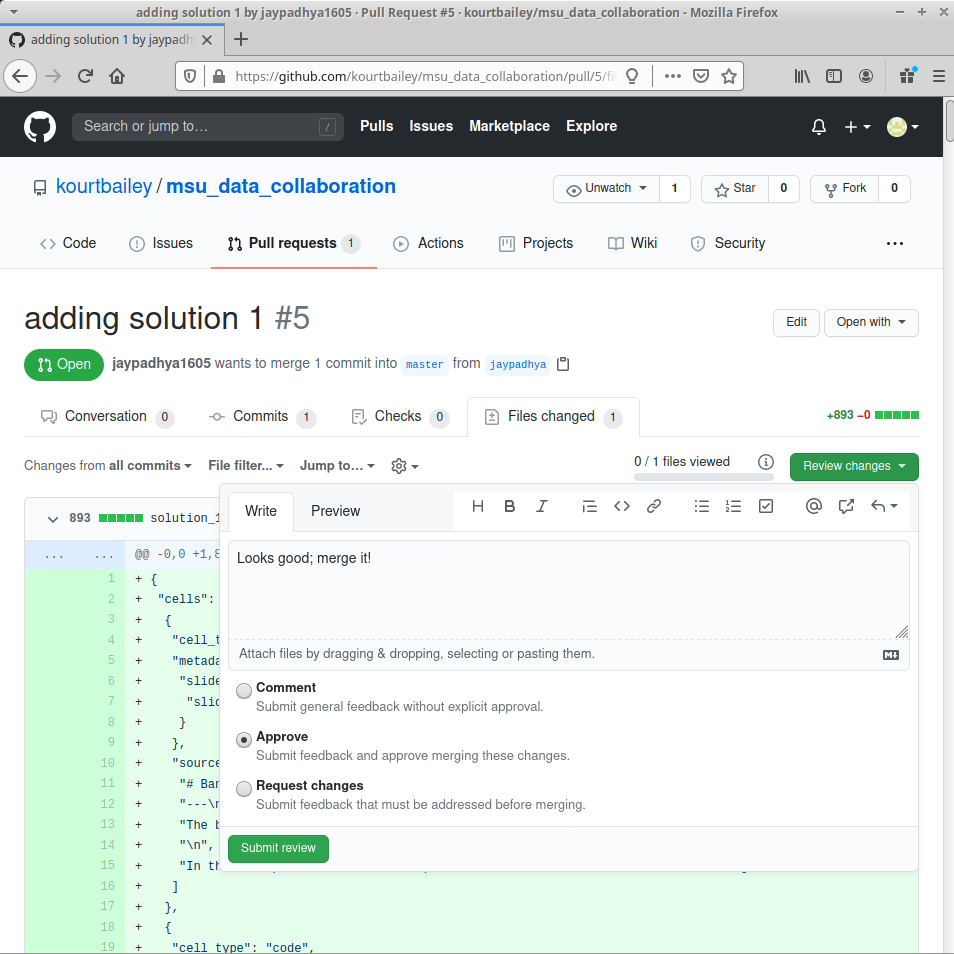 adding solution 1 by jaypadhya1605 · Pull Request #5 · kourtbailey/msu_data_collaboration - Mozilla Firefox
adding solution 1 by jaypadh
https://github.com/kourtbailey/msu_data_collaboration/pull/5/fi
Search or jump to…
/
Pulls
Issues
Marketplace
Explore
kourtbailey / msu_data_collaboration
Unwatch 1
Star 0
Fork 0
Code
Issues
Pull requests 1
Actions
Projects
Wiki
Security
adding solution 1 #5
Edit
Open with
Open
jaypadhya1605 wants to merge 1 commit into master from jaypadhya
Conversation 0
Commits 1
Checks 0
Files changed 1
+893 −0
Changes from all commits
File filter...
Jump to…
0 / 1 files viewed
Review changes
893 solution_1
... ... @@ -0,0 +1,8
Write
Preview
Looks good; merge it!
Attach files by dragging & dropping, selecting or pasting them.
Comment
Submit general feedback without explicit approval.
Approve
Submit feedback and approve merging these changes.
Request changes
Submit feedback that must be addressed before merging.
Submit review
1 + {
2 + "cells":
3 + {
4 + "cell_t
5 + "metada
6 + "slide
7 + "slid
8 + }
9 + },
10 + "source
11 + "# Ban
12 + "---\n
13 + "The b
14 + "\n",
15 + "In th
16 + ]
17 + },
18 + {
19 + "cell_type": "code",